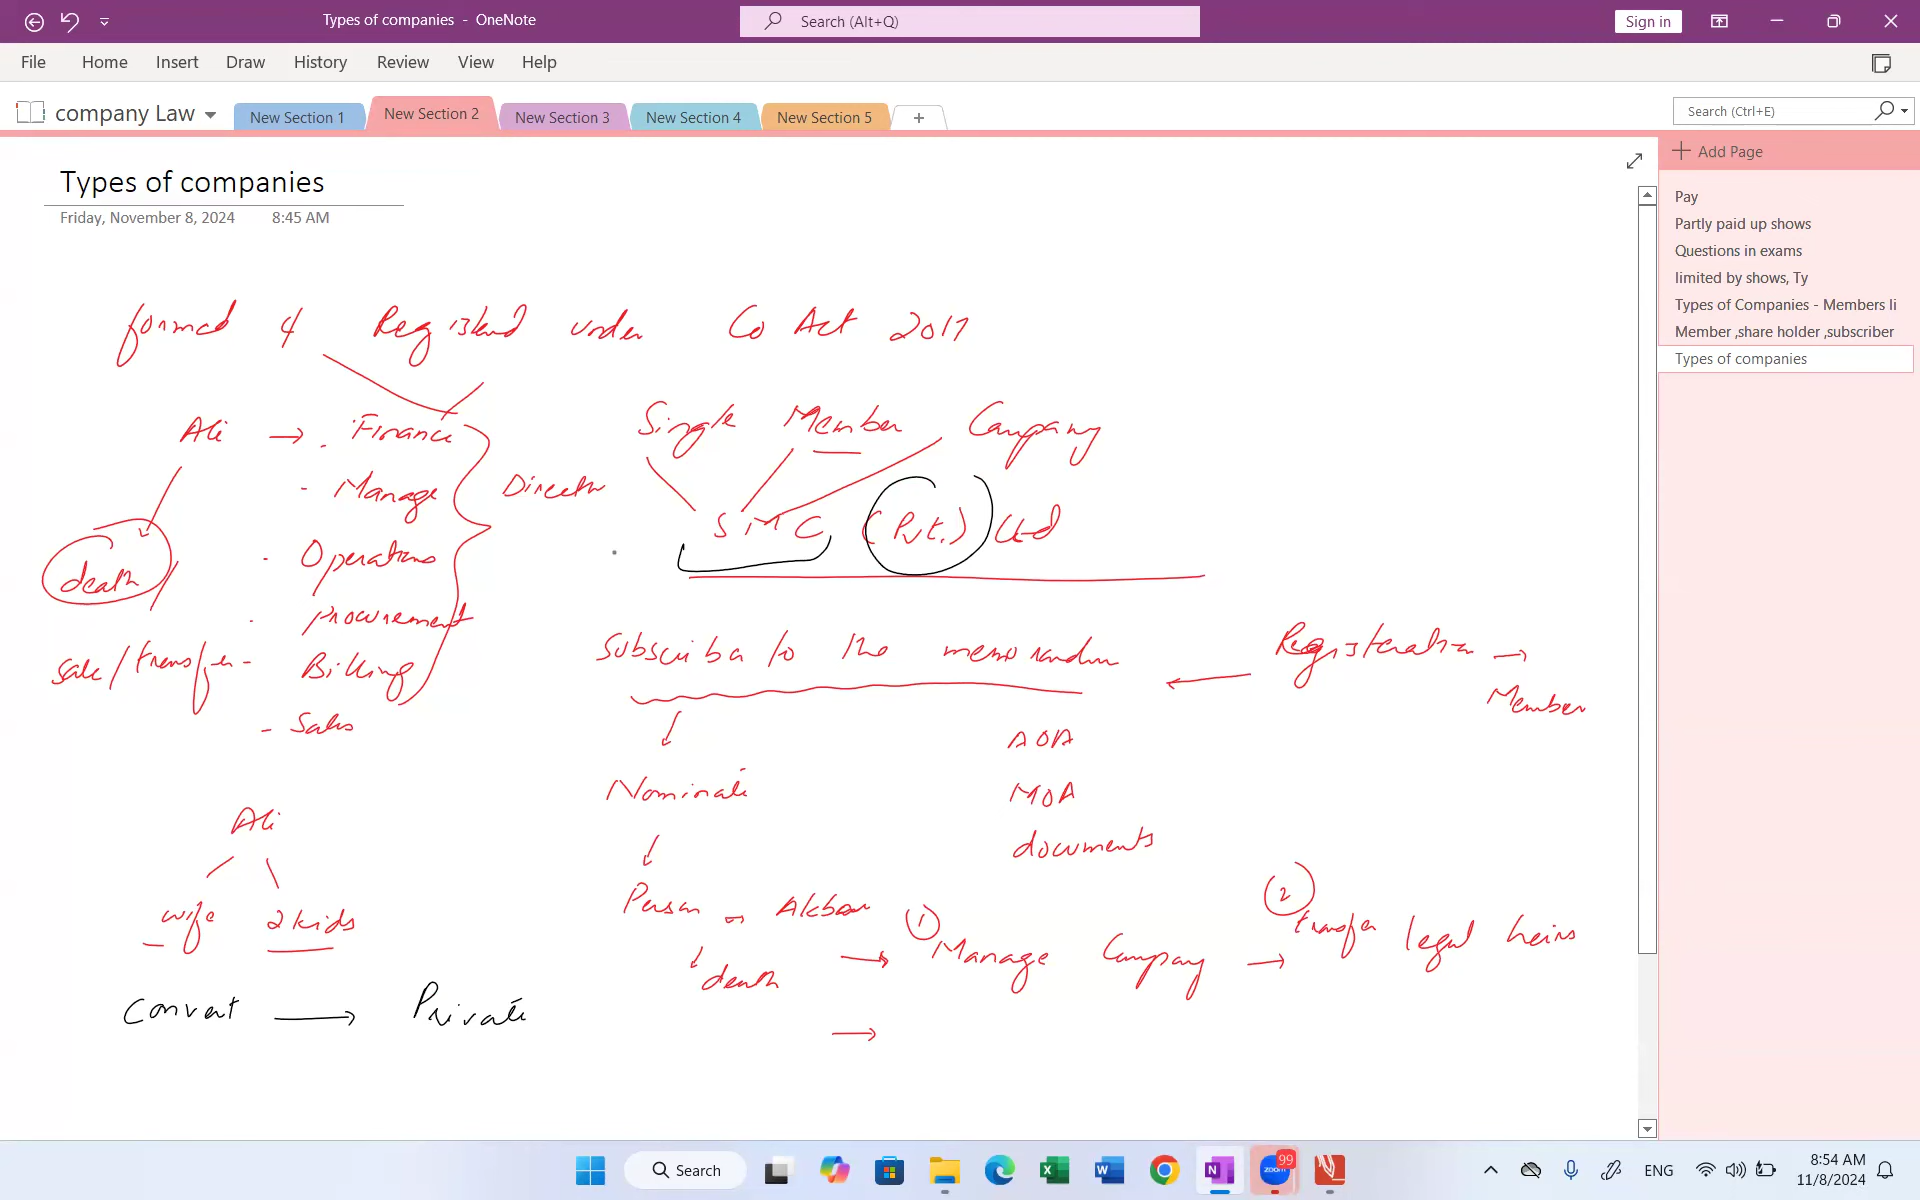 Types of companies - OneNote
Search (Alt+Q)
Sign in
File Home Insert Draw History Review View Help
company Law
New Section 1 New Section 2 New Section 3 New Section 4 New Section 5 +
Search (Ctrl+E)
Add Page
Pay
Partly paid up shows
Questions in exams
limited by shows, Ty
Types of Companies - Members li
Member ,share holder ,subscriber
Types of companies
Types of companies
Friday, November 8, 2024 8:45 AM
formed & Registered under Co Act 2017
Ali → - Finance
- Manage
- Operations
- procurement
- Billing
- Sales
Director
death
Sale/transfer
Single Member Company
SMC (Pvt.) Ltd
Subscriber to the memorandum ← Registeration → Member
Nominate
Person → Akbar
death
AOA
MOA
documents
→ ① Manage Company → ② transfer legal heirs
→
Ali
wife 2 kids
Convert → Private
Search
99
zoom
ENG
8:54 AM
11/8/2024